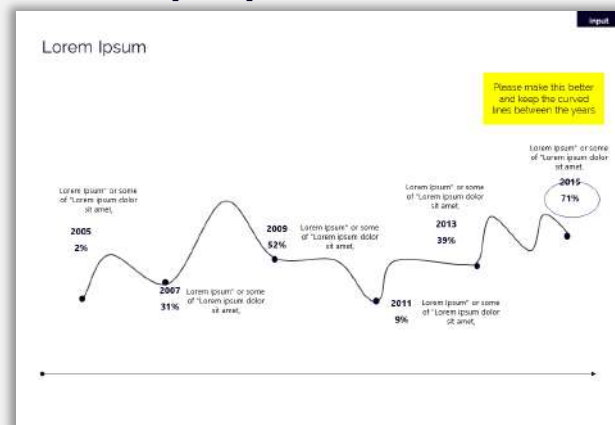 input
Lorem Ipsum
Please make this better
and keep the curved
lines between the years
Lorem ipsum" or some
of "Lorem ipsum dolor
sit amet,
2005
2%
2007
31%
Lorem ipsum" or some
of "Lorem ipsum dolor
sit amet,
2009
52%
Lorem ipsum" or some
of "Lorem ipsum dolor
sit amet,
2011
9%
Lorem ipsum" or some
of "Lorem ipsum dolor
sit amet,
Lorem ipsum" or some
of "Lorem ipsum dolor
sit amet,
2013
39%
Lorem ipsum" or some
of "Lorem ipsum dolor
sit amet,
2015
71%